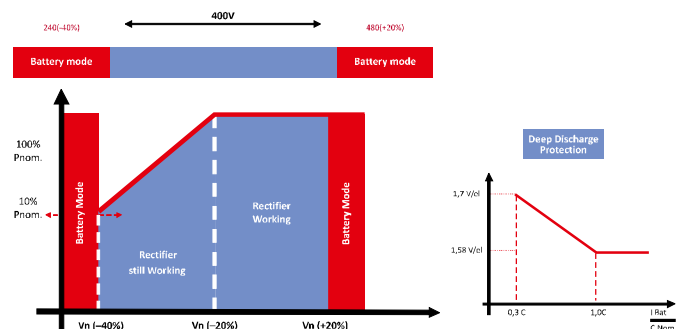 400V
240(-40%)
480(+20%)
Battery mode
Battery mode
100%
Pnom.
10%
Pnom.
Battery Mode
Rectifier
still Working
Rectifier
Working
Battery Mode
Vn (-40%)
Vn (-20%)
Vn (+20%)
Deep Discharge
Protection
1,7 V/el
1,58 V/el
0,3 C
1,0C
I Bat
C Nom